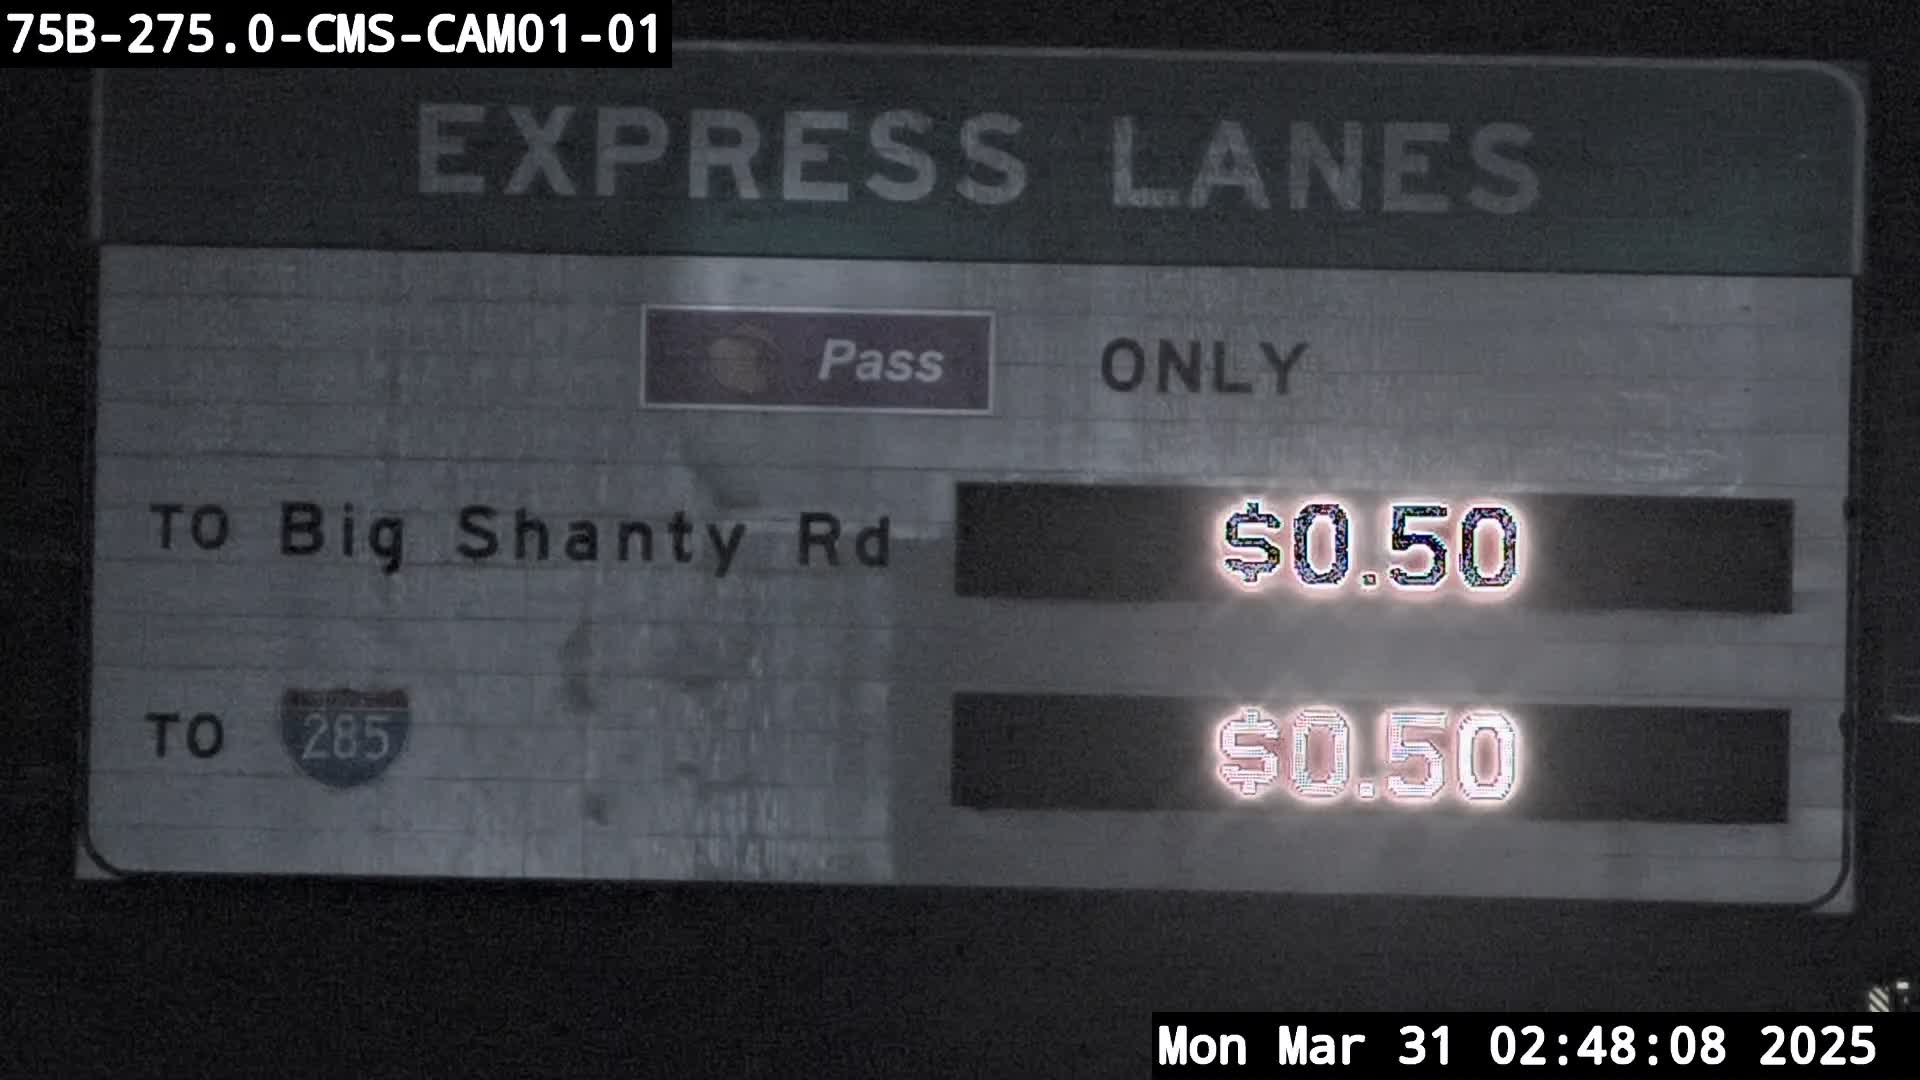 75B-275.0-CMS-CAM01-01
EXPRESS LANES
Pass ONLY
TO Big Shanty Rd $0.50
TO 285 $0.50
Mon Mar 31 02:48:08 2025